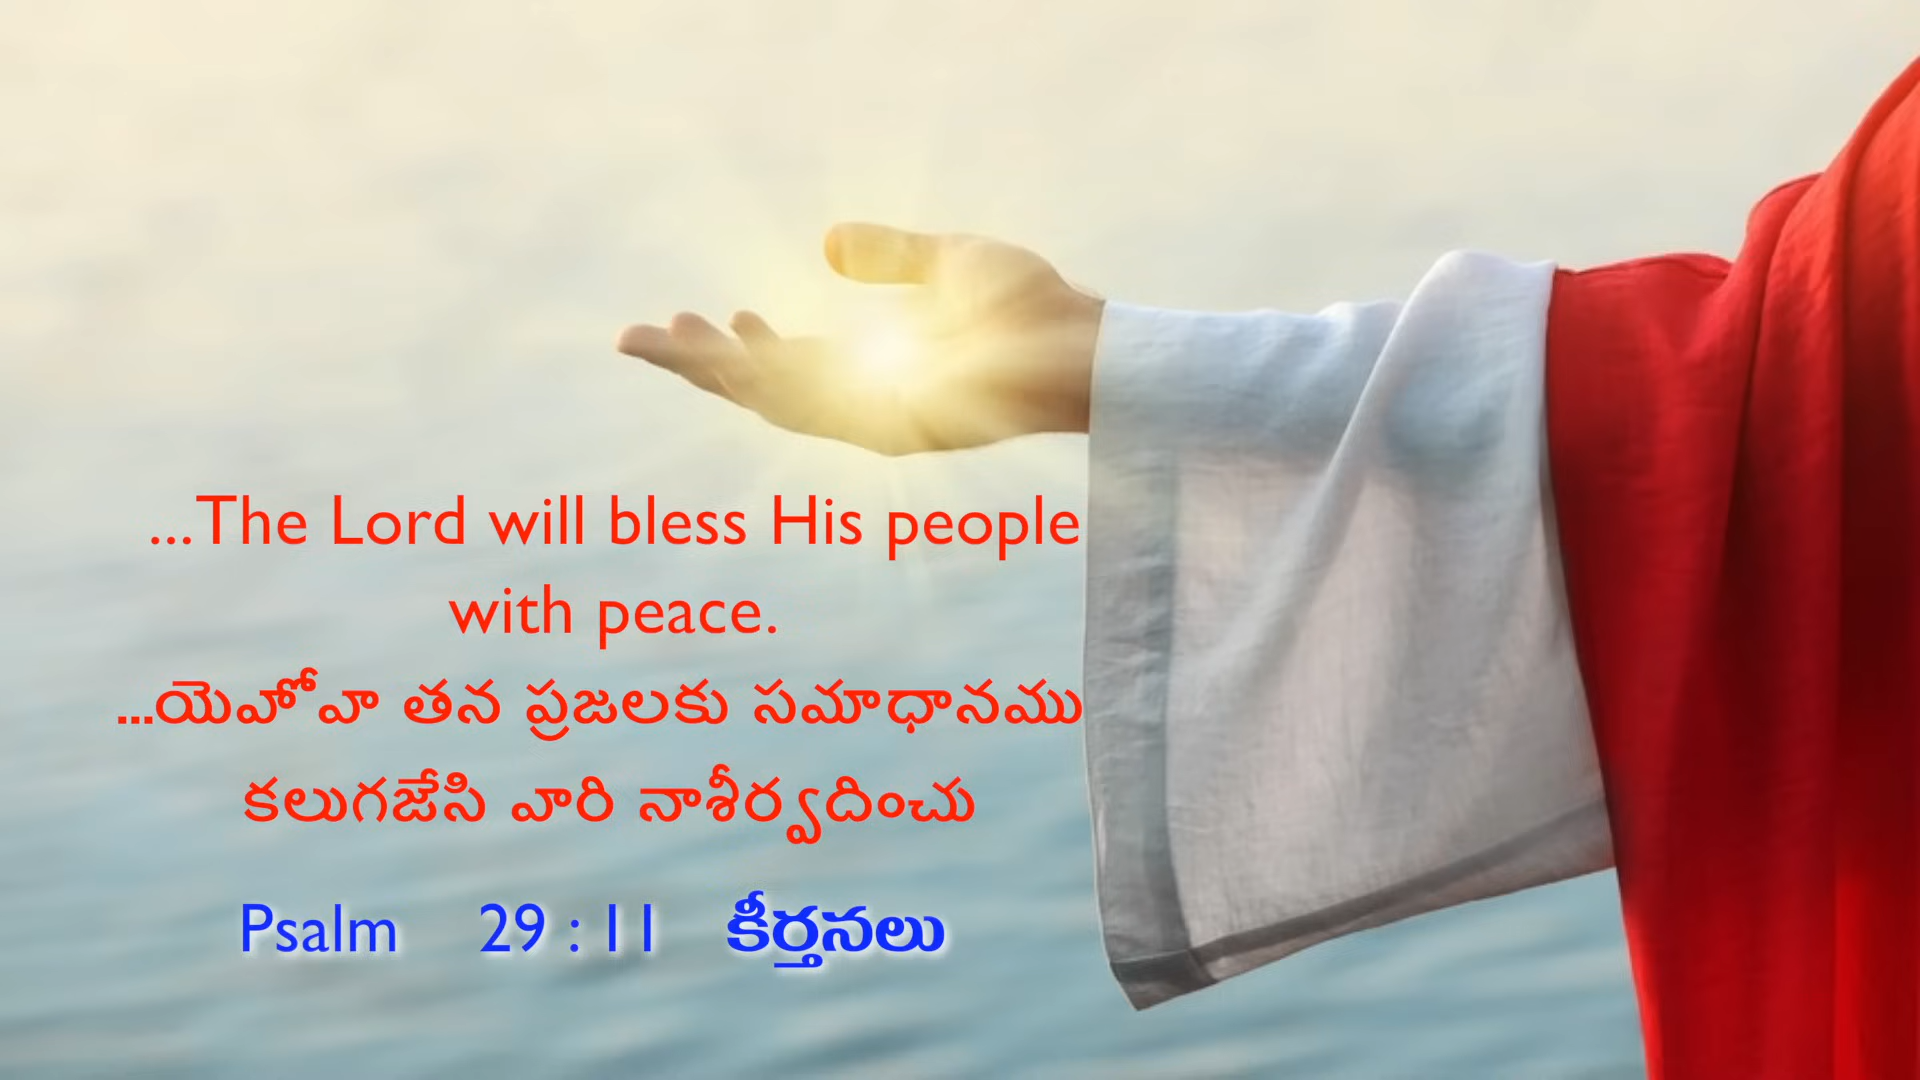 ...The Lord will bless His people
with peace.
...యెహోవా తన ప్రజలకు సమాధానము
కలుగజేసి వారి నాశీర్వదించు
Psalm 29 : 11 కీర్తనలు